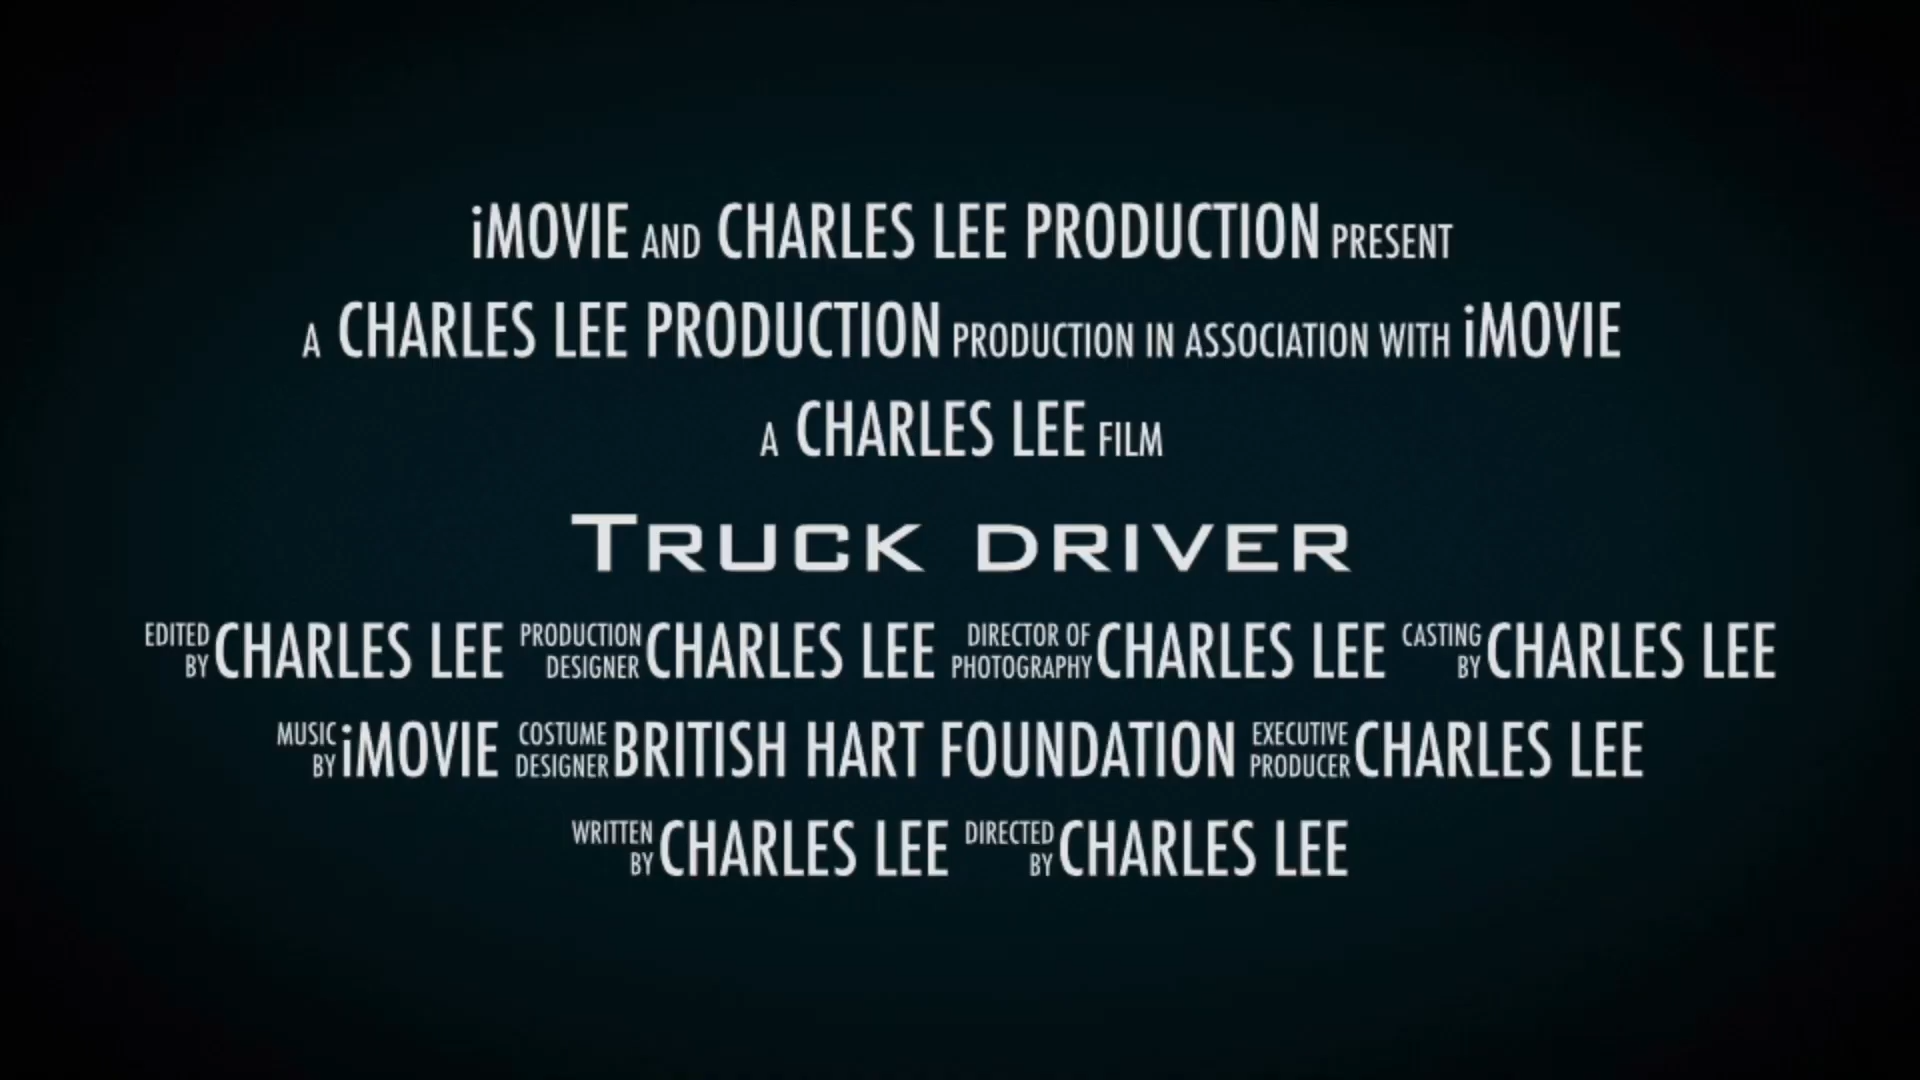 iMOVIE AND CHARLES LEE PRODUCTION PRESENT
A CHARLES LEE PRODUCTION PRODUCTION IN ASSOCIATION WITH iMOVIE
A CHARLES LEE FILM
TRUCK DRIVER
EDITED BY CHARLES LEE PRODUCTION DESIGNER CHARLES LEE DIRECTOR OF PHOTOGRAPHY CHARLES LEE CASTING BY CHARLES LEE
MUSIC BY iMOVIE COSTUME DESIGNER BRITISH HART FOUNDATION EXECUTIVE PRODUCER CHARLES LEE
WRITTEN BY CHARLES LEE DIRECTED BY CHARLES LEE